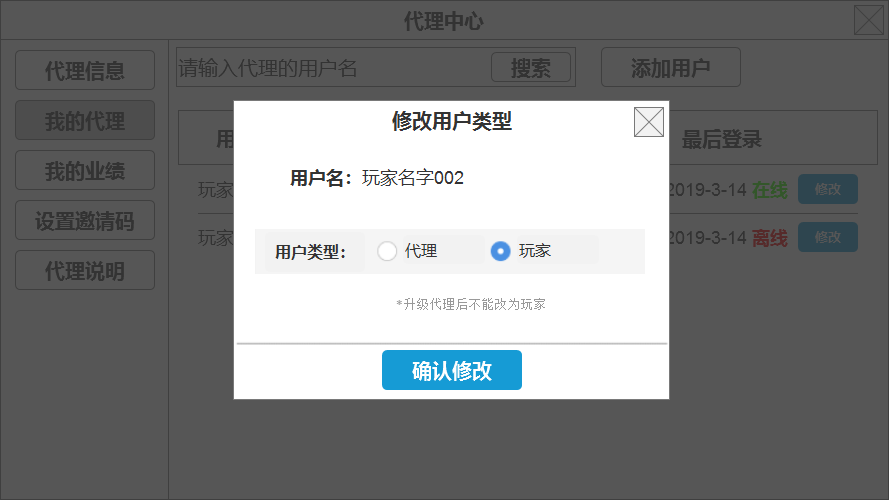 代理中心
代理信息
我的代理
我的业绩
设置邀请码
代理说明
请输入代理的用户名
搜索
添加用户
用
最后登录
玩家
2019-3-14 在线 修改
玩家
2019-3-14 离线 修改
修改用户类型
用户名：玩家名字002
用户类型： 代理 玩家
*升级代理后不能改为玩家
确认修改